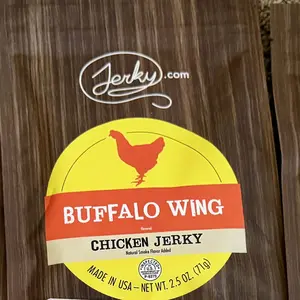 Jerky.com
BUFFALO WING
CHICKEN JERKY
Natural Smoke Flavor Added
MADE IN USA – NET WT. 2.5 OZ. (71g)